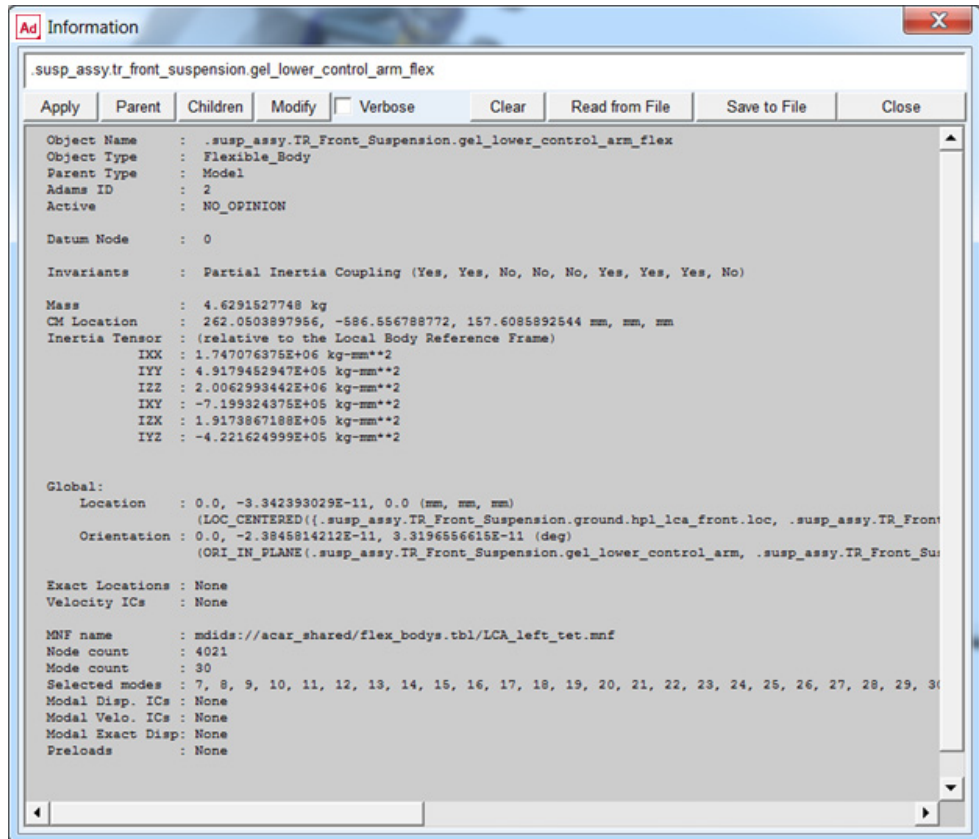 Ad Information X
.susp_assy.tr_front_suspension.gel_lower_control_arm_flex
Apply Parent Children Modify Verbose Clear Read from File Save to File Close
Object Name : .susp_assy.TR_Front_Suspension.gel_lower_control_arm_flex
Object Type : Flexible_Body
Parent Type : Model
Adams ID : 2
Active : NO_OPINION
Datum Node : 0
Invariants : Partial Inertia Coupling (Yes, Yes, No, No, No, Yes, Yes, Yes, No)
Mass : 4.6291527748 kg
CM Location : 262.0503897956, -586.556788772, 157.6085892544 mm, mm, mm
Inertia Tensor : (relative to the Local Body Reference Frame)
IXX : 1.747076375E+06 kg-mm**2
IYY : 4.9179452947E+05 kg-mm**2
IZZ : 2.0062993442E+06 kg-mm**2
IXY : -7.199324375E+05 kg-mm**2
IZX : 1.9173867188E+05 kg-mm**2
IYZ : -4.221624999E+05 kg-mm**2
Global:
Location : 0.0, -3.342393029E-11, 0.0 (mm, mm, mm)
(LOC_CENTERED({.susp_assy.TR_Front_Suspension.ground.hpl_lca_front.loc, .susp_assy.TR_Front
Orientation : 0.0, -2.3845814212E-11, 3.3196556615E-11 (deg)
(ORI_IN_PLANE(.susp_assy.TR_Front_Suspension.gel_lower_control_arm, .susp_assy.TR_Front_Su
Exact Locations : None
Velocity ICs : None
MNF name : mdids://acar_shared/flex_bodys.tbl/LCA_left_tet.mnf
Node count : 4021
Mode count : 30
Selected modes : 7, 8, 9, 10, 11, 12, 13, 14, 15, 16, 17, 18, 19, 20, 21, 22, 23, 24, 25, 26, 27, 28, 29, 30
Modal Disp. ICs : None
Modal Velo. ICs : None
Modal Exact Disp: None
Preloads : None